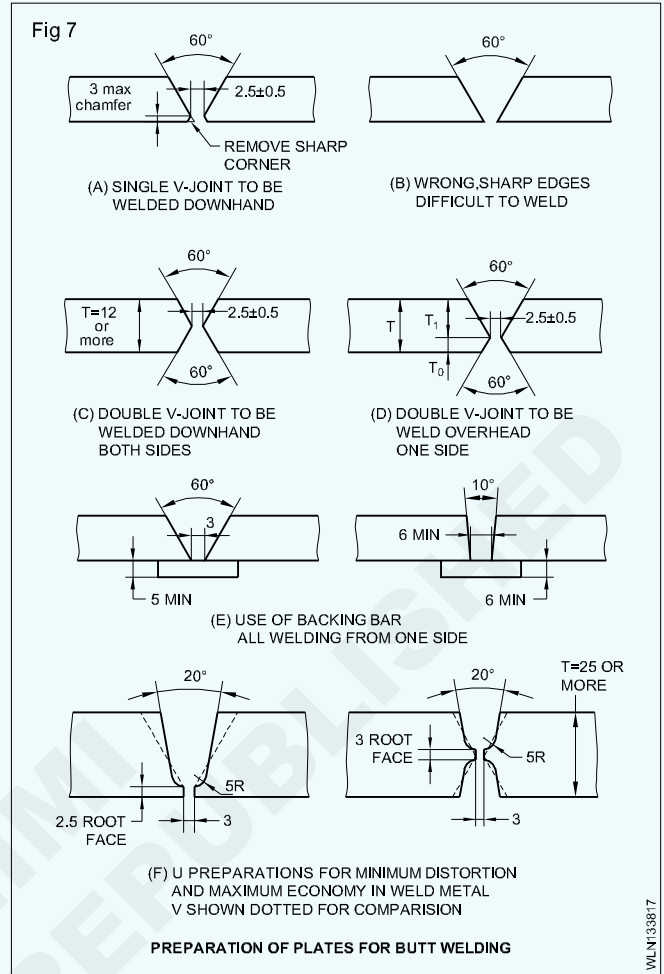 Fig 7
60°
3 max
chamfer
2.5±0.5
REMOVE SHARP
CORNER
(A) SINGLE V-JOINT TO BE
WELDED DOWNHAND
60°
(B) WRONG,SHARP EDGES
DIFFICULT TO WELD
60°
T=12
or
more
2.5±0.5
60°
(C) DOUBLE V-JOINT TO BE
WELDED DOWNHAND
BOTH SIDES
60°
T
T1
2.5±0.5
T0
60°
(D) DOUBLE V-JOINT TO BE
WELD OVERHEAD
ONE SIDE
60°
3
5 MIN
10°
6 MIN
6 MIN
(E) USE OF BACKING BAR
ALL WELDING FROM ONE SIDE
20°
5R
2.5 ROOT
FACE
3
20°
T=25 OR
MORE
3 ROOT
FACE
5R
3
(F) U PREPARATIONS FOR MINIMUM DISTORTION
AND MAXIMUM ECONOMY IN WELD METAL
V SHOWN DOTTED FOR COMPARISION
PREPARATION OF PLATES FOR BUTT WELDING
WLN133817
REPUBLISHED